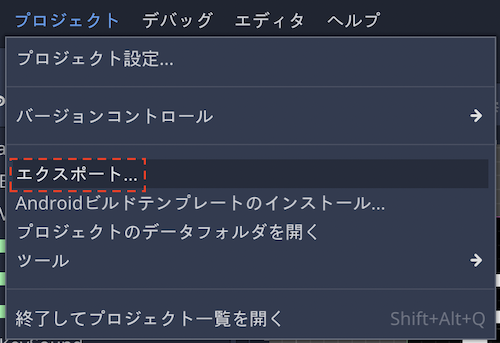 プロジェクト デバッグ エディタ ヘルプ
プロジェクト設定...
バージョンコントロール
エクスポート...
Androidビルドテンプレートのインストール...
プロジェクトのデータフォルダを開く
ツール
終了してプロジェクト一覧を開く Shift+Alt+Q